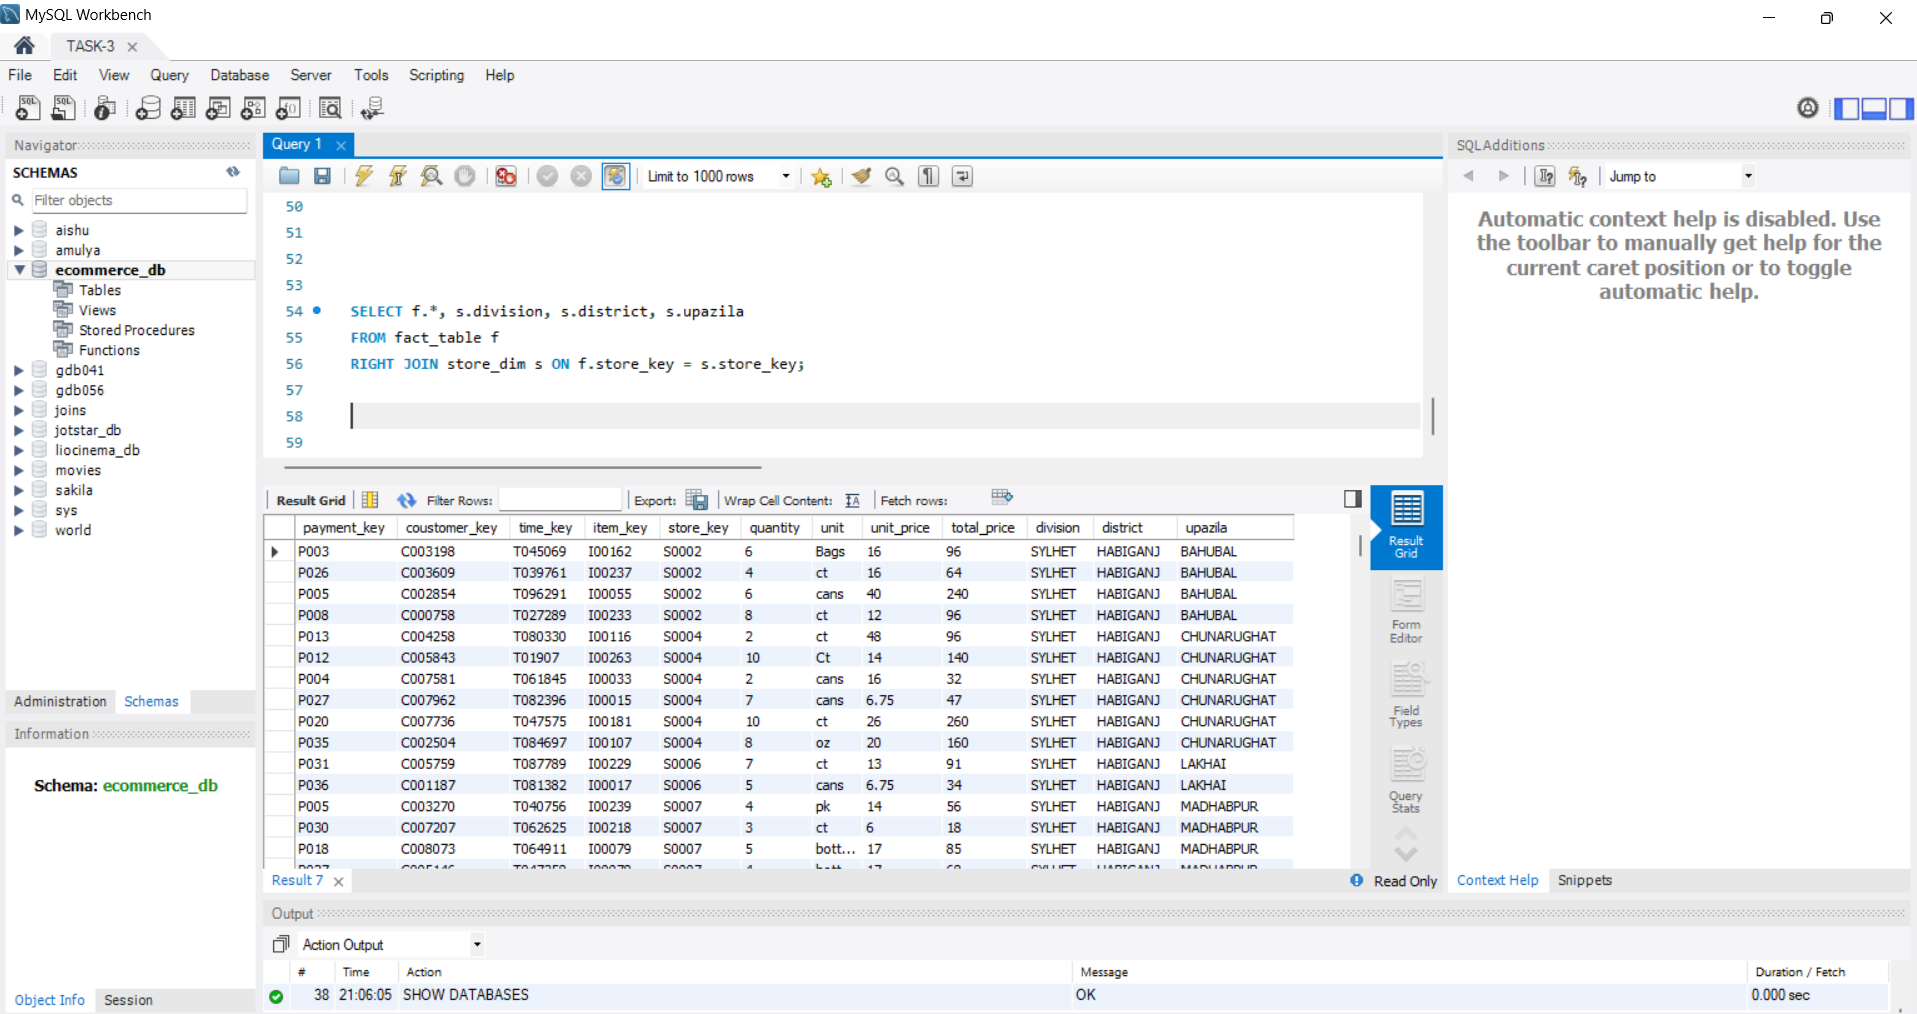 MySQL Workbench
TASK-3
File Edit View Query Database Server Tools Scripting Help
Navigator
SCHEMAS
Filter objects
aishu
amulya
ecommerce_db
Tables
Views
Stored Procedures
Functions
gdb041
gdb056
joins
jotstar_db
liocinema_db
movies
sakila
sys
world
Administration Schemas
Information
Schema: ecommerce_db
Object Info Session
Query 1
Limit to 1000 rows
50
51
52
53
54 SELECT f.*, s.division, s.district, s.upazila
55 FROM fact_table f
56 RIGHT JOIN store_dim s ON f.store_key = s.store_key;
57
58
59
Result Grid Filter Rows: Export: Wrap Cell Content: Fetch rows:
payment_key coustomer_key time_key item_key store_key quantity unit unit_price total_price division district upazila
P003 C003198 T045069 I00162 S0002 6 Bags 16 96 SYLHET HABIGANJ BAHUBAL
P026 C003609 T039761 I00237 S0002 4 ct 16 64 SYLHET HABIGANJ BAHUBAL
P005 C002854 T096291 I00055 S0002 6 cans 40 240 SYLHET HABIGANJ BAHUBAL
P008 C000758 T027289 I00233 S0002 8 ct 12 96 SYLHET HABIGANJ BAHUBAL
P013 C004258 T080330 I00116 S0004 2 ct 48 96 SYLHET HABIGANJ CHUNARUGHAT
P012 C005843 T01907 I00263 S0004 10 Ct 14 140 SYLHET HABIGANJ CHUNARUGHAT
P004 C007581 T061845 I00033 S0004 2 cans 16 32 SYLHET HABIGANJ CHUNARUGHAT
P027 C007962 T082396 I00015 S0004 7 cans 6.75 47 SYLHET HABIGANJ CHUNARUGHAT
P020 C007736 T047575 I00181 S0004 10 ct 26 260 SYLHET HABIGANJ CHUNARUGHAT
P035 C002504 T084697 I00107 S0004 8 oz 20 160 SYLHET HABIGANJ CHUNARUGHAT
P031 C005759 T087789 I00229 S0006 7 ct 13 91 SYLHET HABIGANJ LAKHAI
P036 C001187 T081382 I00017 S0006 5 cans 6.75 34 SYLHET HABIGANJ LAKHAI
P005 C003270 T040756 I00239 S0007 4 pk 14 56 SYLHET HABIGANJ MADHABPUR
P030 C007207 T062625 I00218 S0007 3 ct 6 18 SYLHET HABIGANJ MADHABPUR
P018 C008073 T064911 I00079 S0007 5 bott... 17 85 SYLHET HABIGANJ MADHABPUR
Result Grid
Form Editor
Field Types
Query Stats
Result 7
Read Only
SQLAdditions
Jump to
Automatic context help is disabled. Use
the toolbar to manually get help for the
current caret position or to toggle
automatic help.
Context Help Snippets
Output
Action Output
# Time Action Message Duration / Fetch
38 21:06:05 SHOW DATABASES OK 0.000 sec